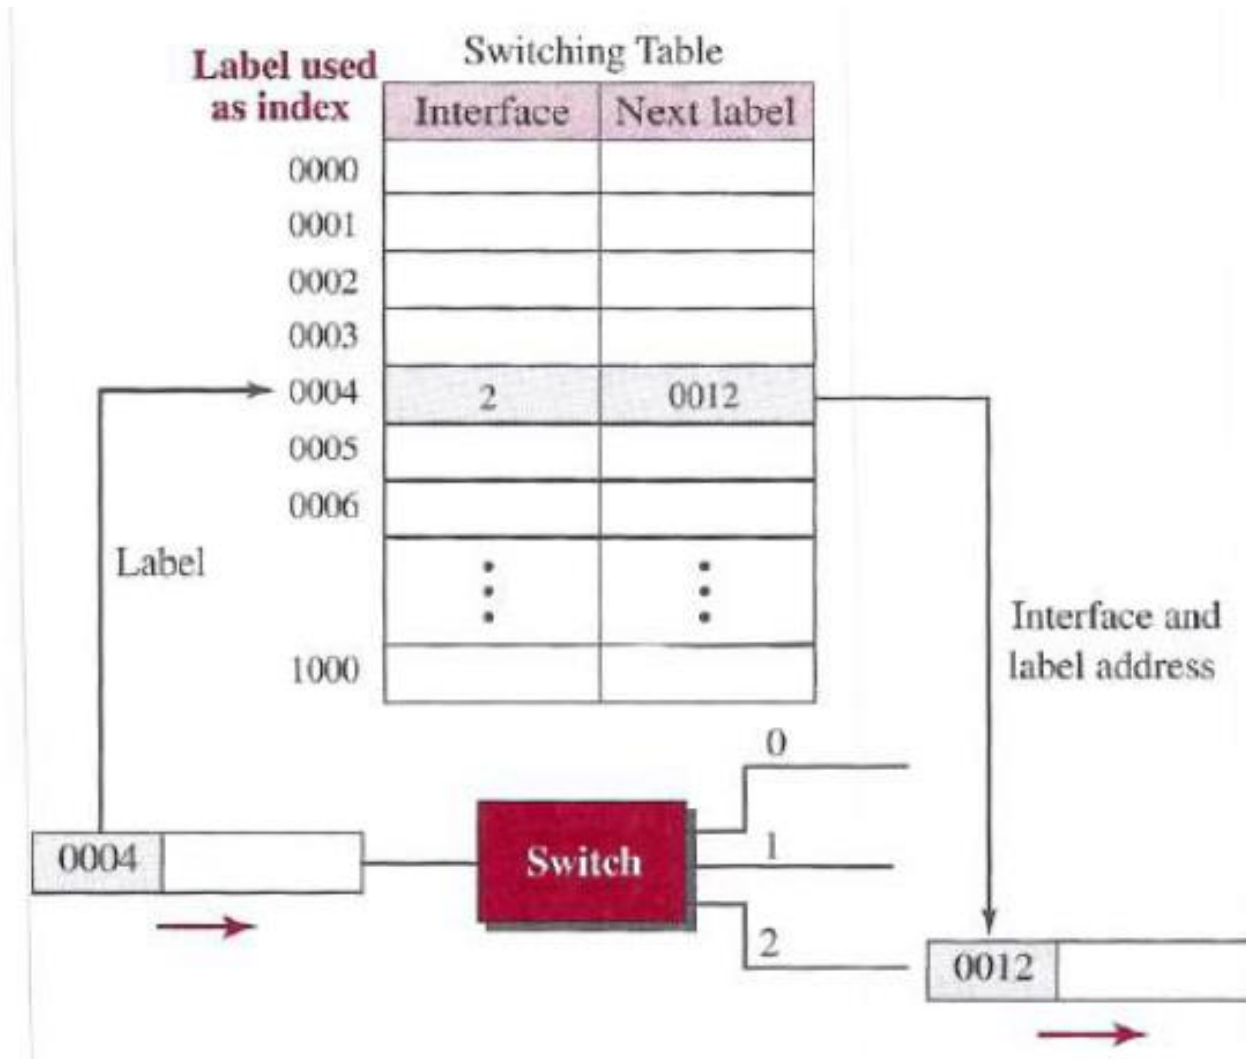 Switching Table
Label used
as index
Interface Next label
0000
0001
0002
0003
0004 2 0012
0005
0006
Label
1000
Interface and
label address
0
1
2
0004
Switch
0012